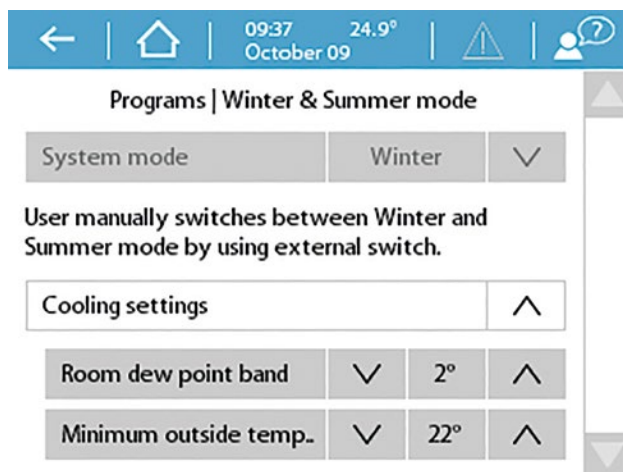 09:37 24.9°
October 09
?
Programs | Winter & Summer mode
System mode Winter
User manually switches between Winter and
Summer mode by using external switch.
Cooling settings
Room dew point band 2°
Minimum outside temp.. 22°